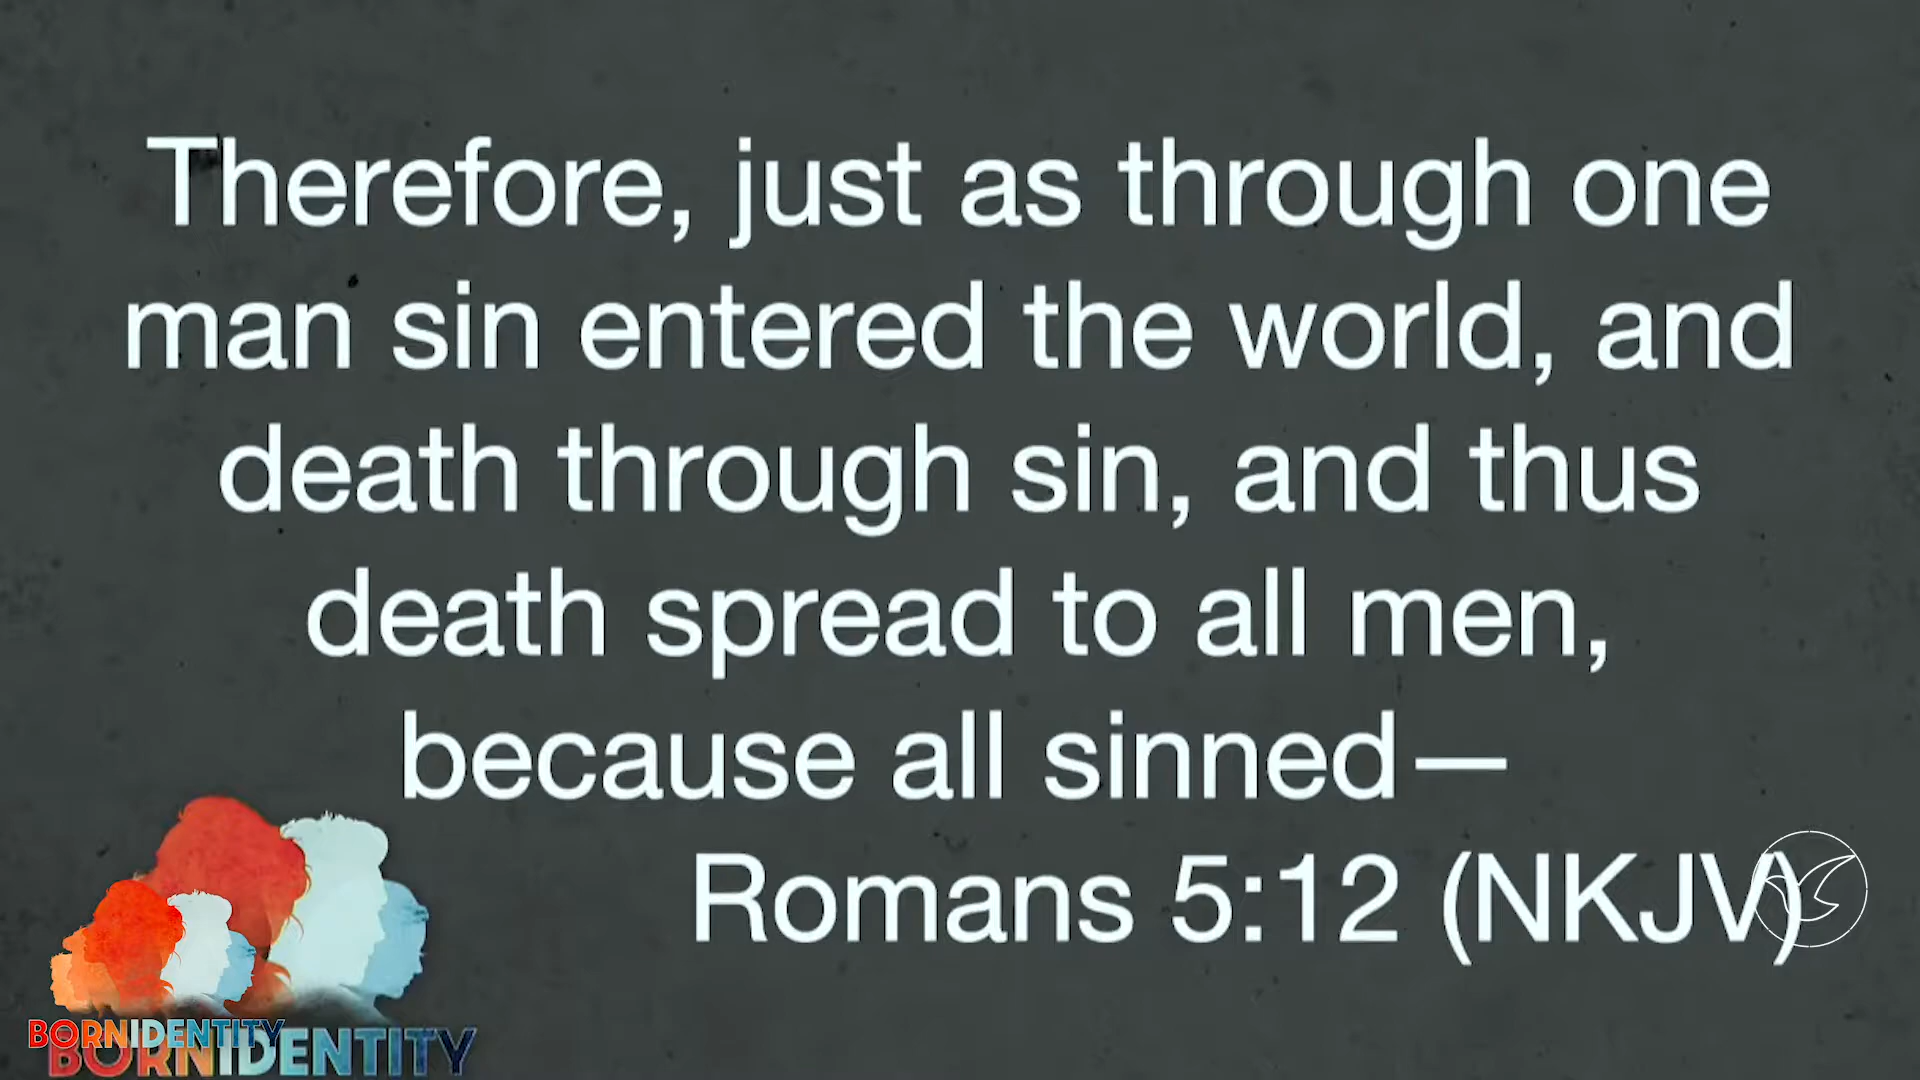 Therefore, just as through one
man sin entered the world, and
death through sin, and thus
death spread to all men,
because all sinned—
Romans 5:12 (NKJV)
BORNIDENTITY
BORNIDENTITY